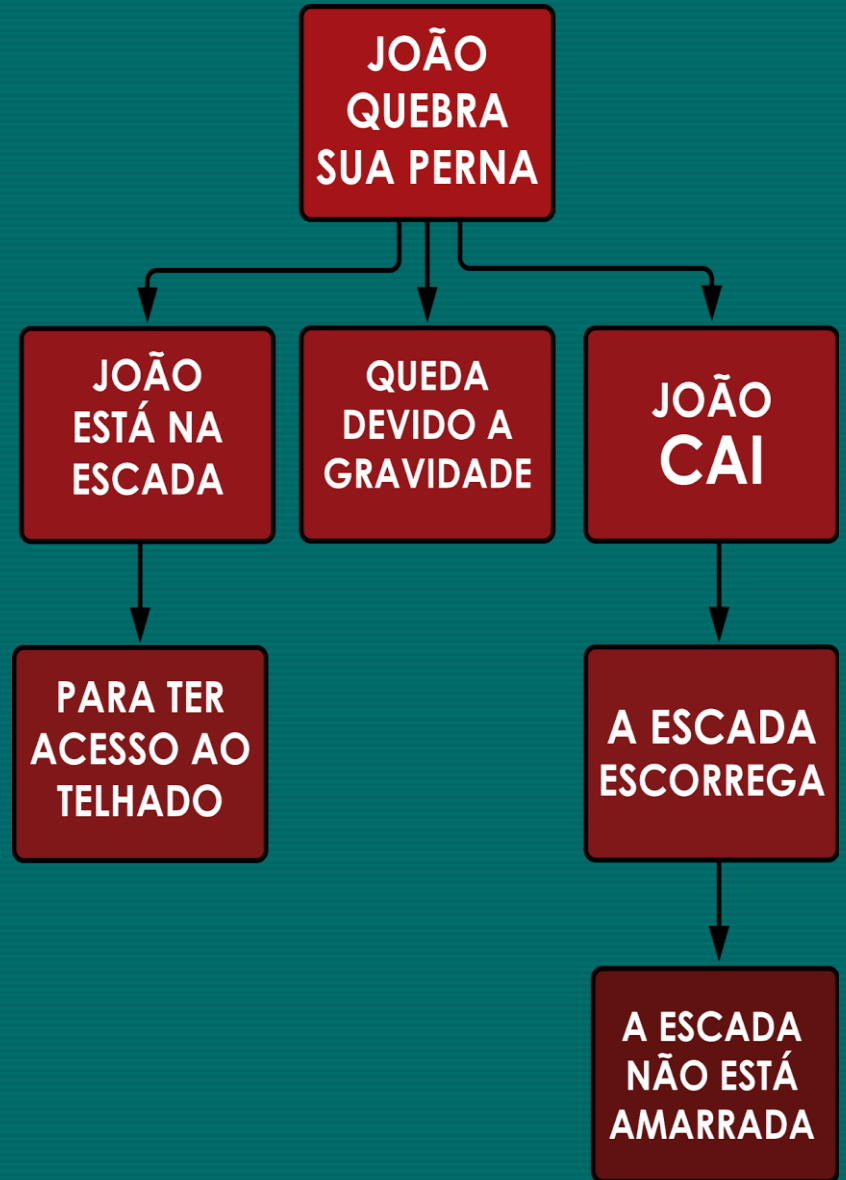 JOÃO
QUEBRA
SUA PERNA
JOÃO
ESTÁ NA
ESCADA
QUEDA
DEVIDO A
GRAVIDADE
JOÃO
CAI
PARA TER
ACESSO AO
TELHADO
A ESCADA
ESCORREGA
A ESCADA
NÃO ESTÁ
AMARRADA